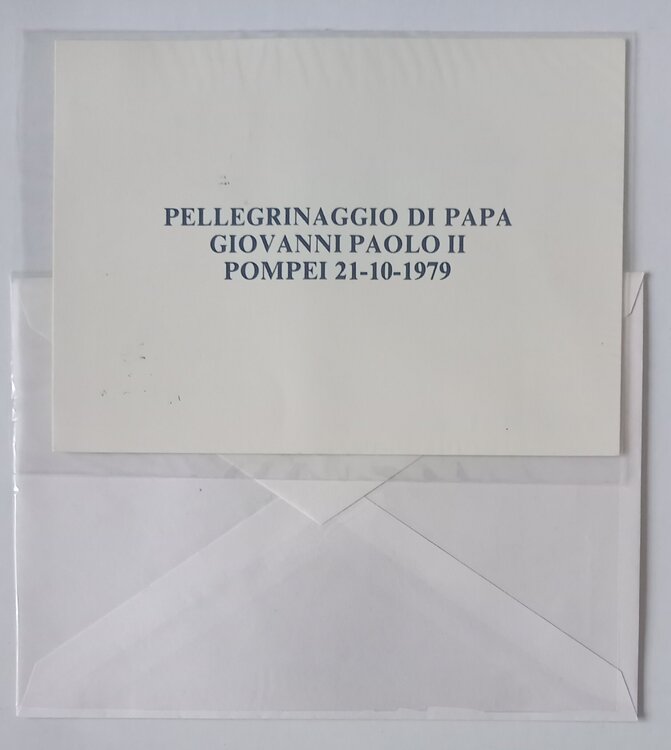 PELLEGRINAGGIO DI PAPA
GIOVANNI PAOLO II
POMPEI 21-10-1979